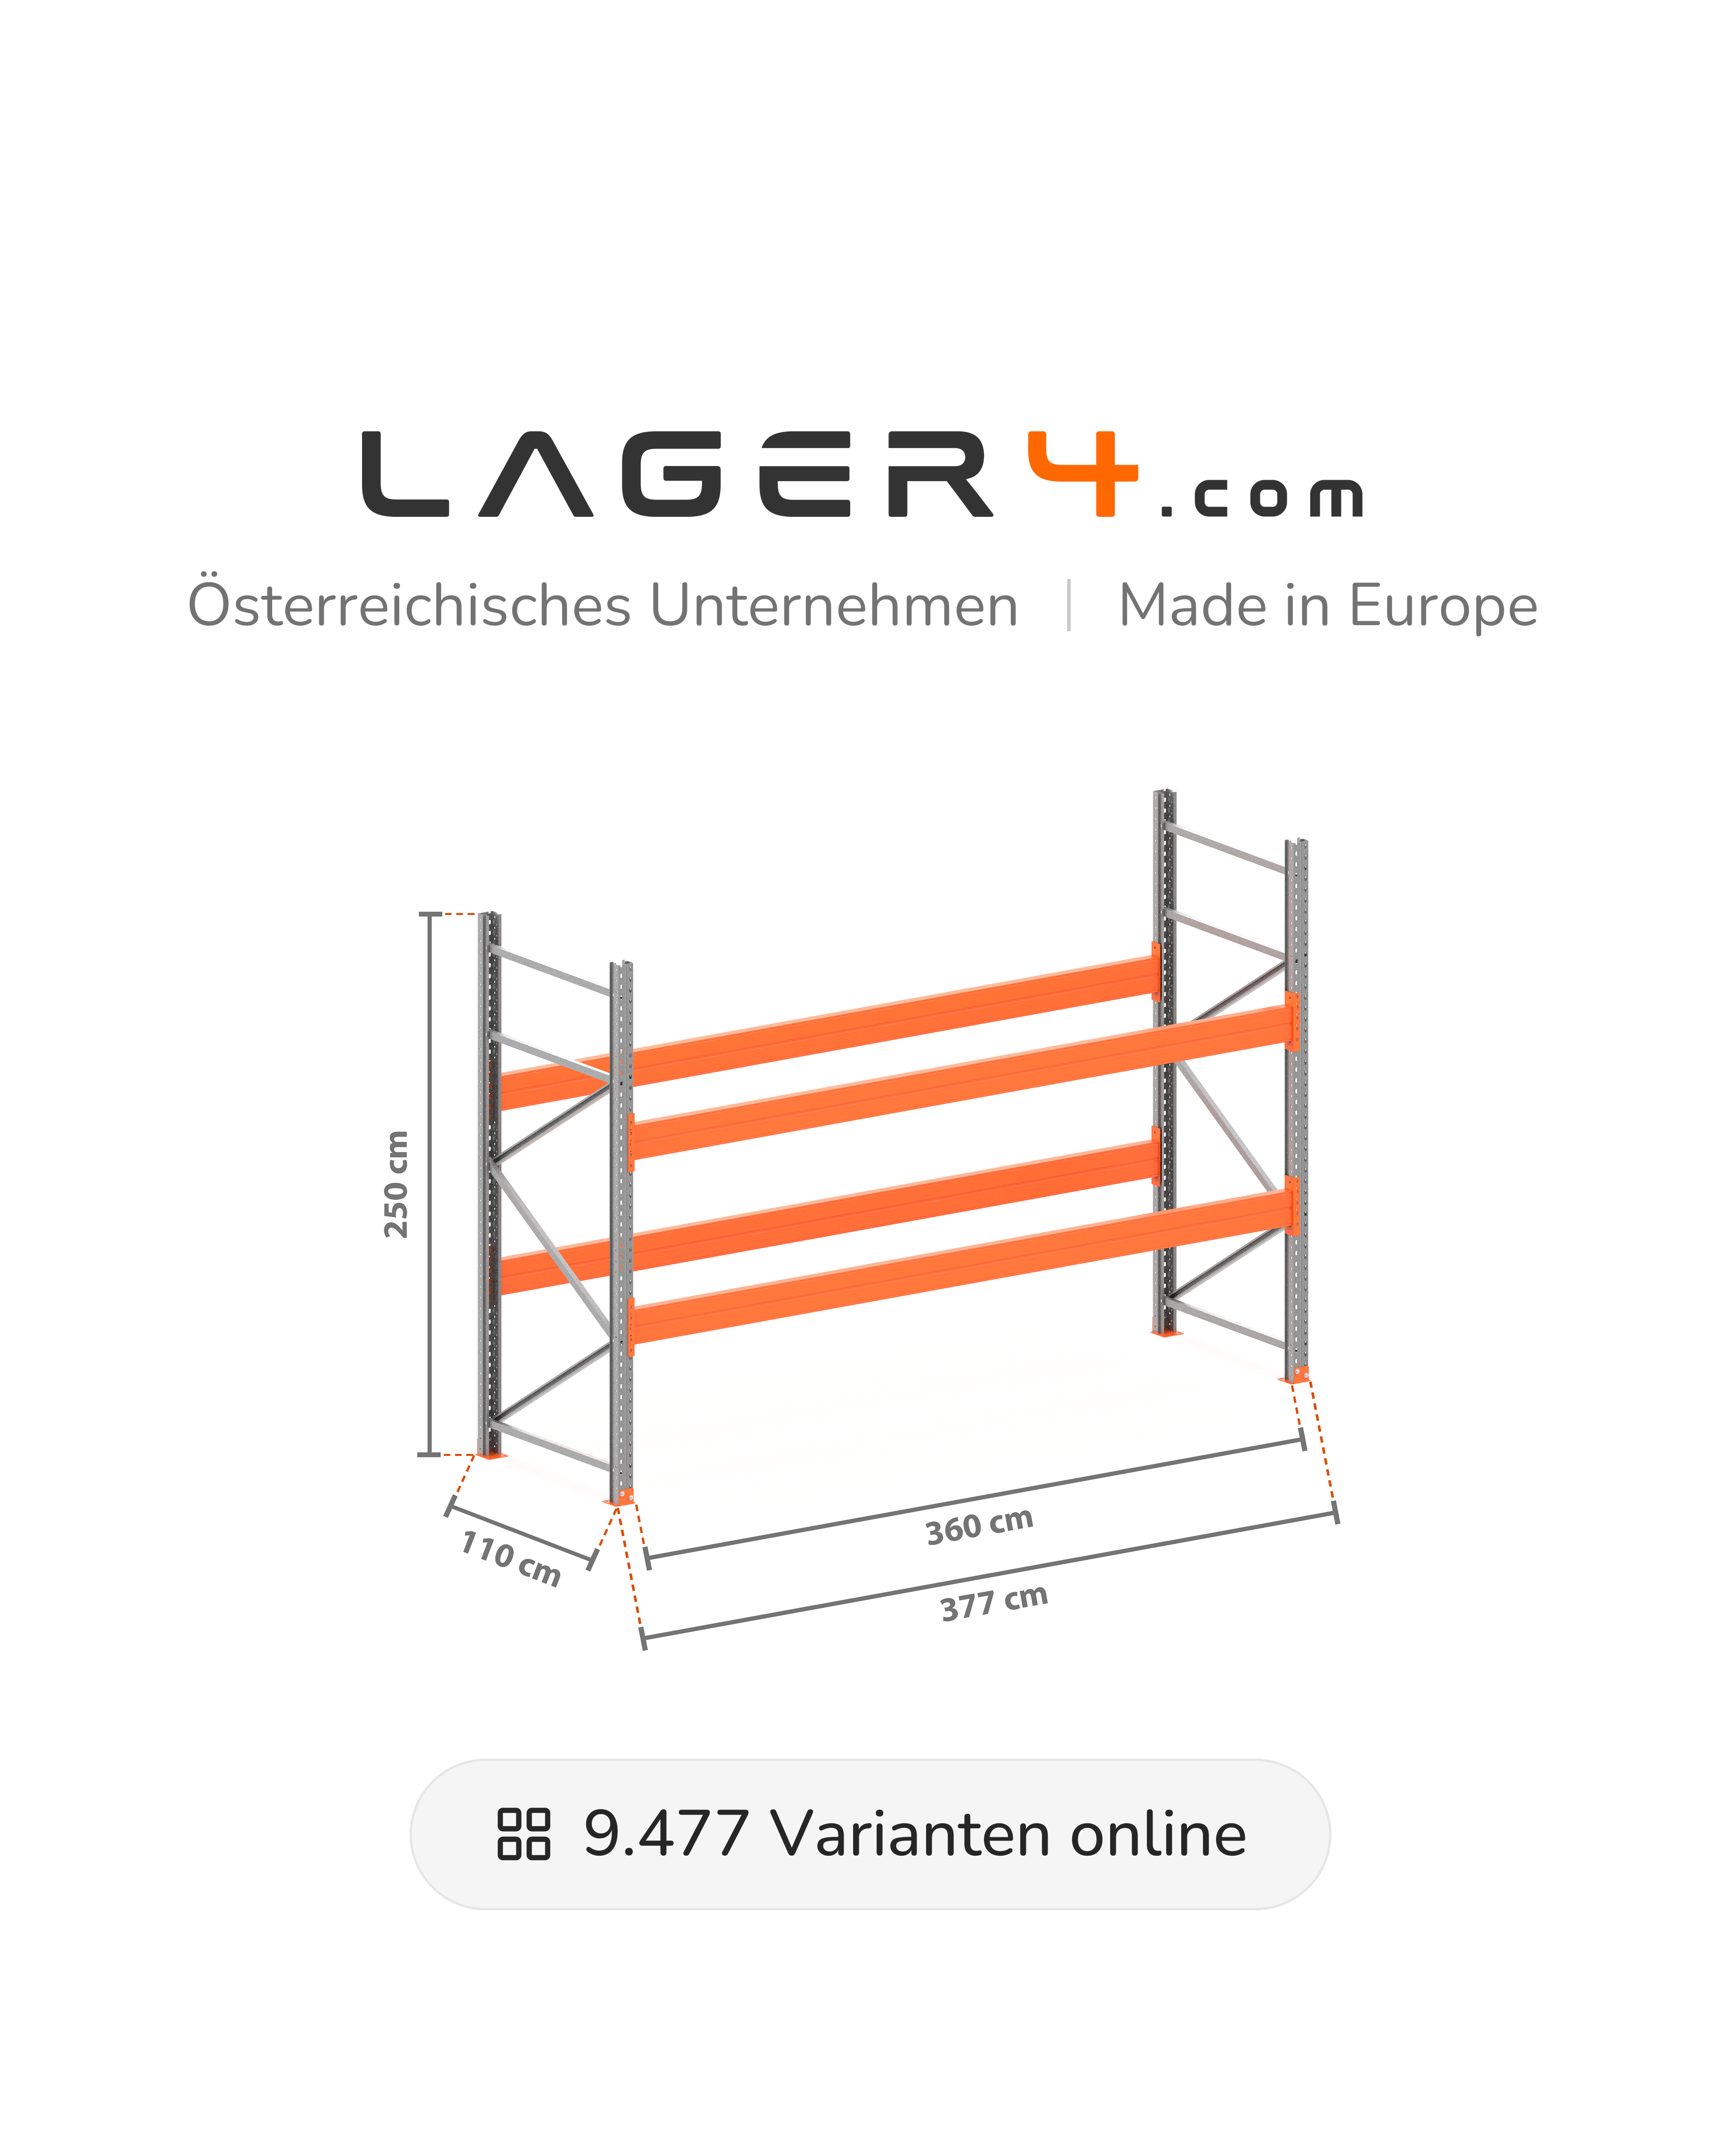 LAGER4.com
Österreichisches Unternehmen | Made in Europe
250 cm
110 cm
360 cm
377 cm
9.477 Varianten online